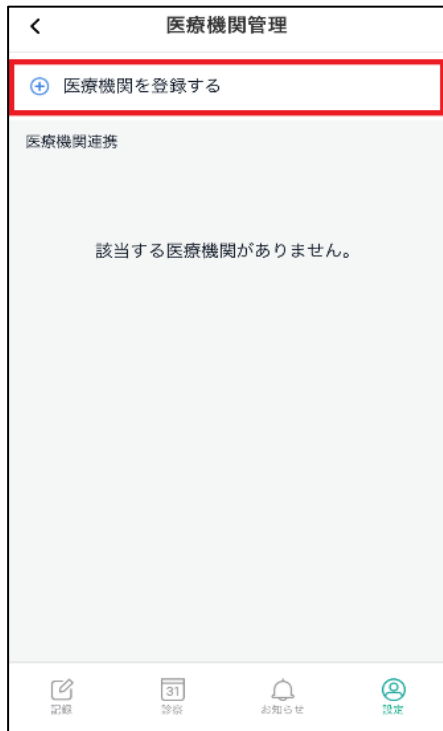 医療機関管理
医療機関を登録する
医療機関連携
該当する医療機関がありません。
31
記録
診察
お知らせ
設定